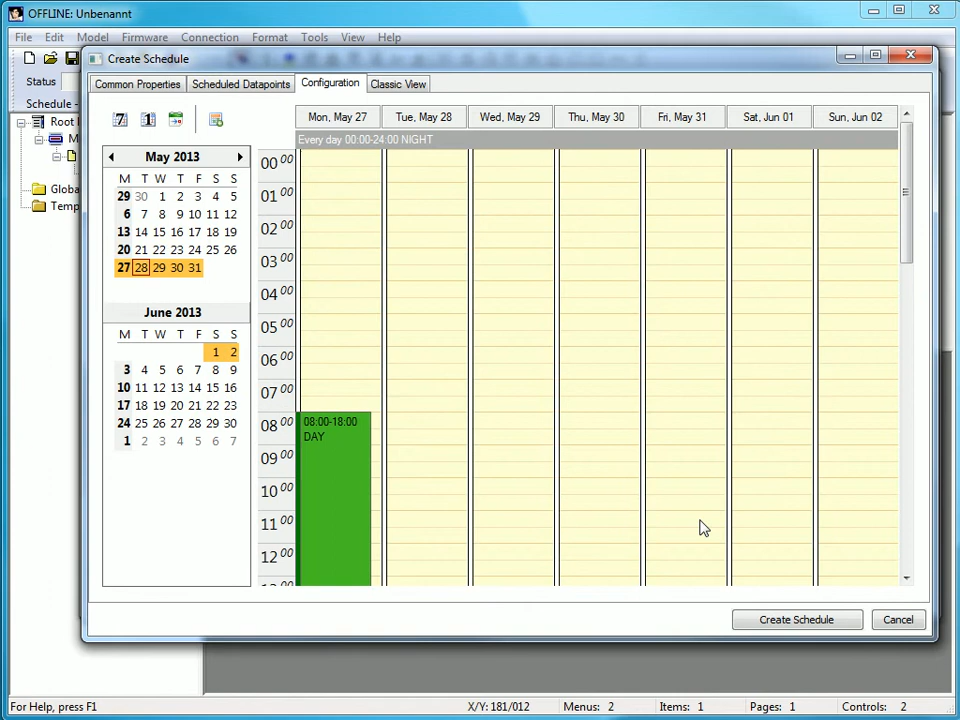 OFFLINE: Unbenannt
File Edit Model Firmware Connection Format Tools View Help
Create Schedule
Status
Common Properties Scheduled Datapoints Configuration Classic View
Schedule -
Root
M
Globa
Temp
7 1
Mon, May 27 Tue, May 28 Wed, May 29 Thu, May 30 Fri, May 31 Sat, Jun 01 Sun, Jun 02
Every day 00:00-24:00 NIGHT
May 2013
M T W T F S S
29 30 1 2 3 4 5
6 7 8 9 10 11 12
13 14 15 16 17 18 19
20 21 22 23 24 25 26
27 28 29 30 31
June 2013
M T W T F S S
1 2
3 4 5 6 7 8 9
10 11 12 13 14 15 16
17 18 19 20 21 22 23
24 25 26 27 28 29 30
1 2 3 4 5 6 7
00 00
01 00
02 00
03 00
04 00
05 00
06 00
07 00
08 00
09 00
10 00
11 00
12 00
08:00-18:00
DAY
Create Schedule Cancel
For Help, press F1 X/Y: 181/012 Menus: 2 Items: 1 Pages: 1 Controls: 2